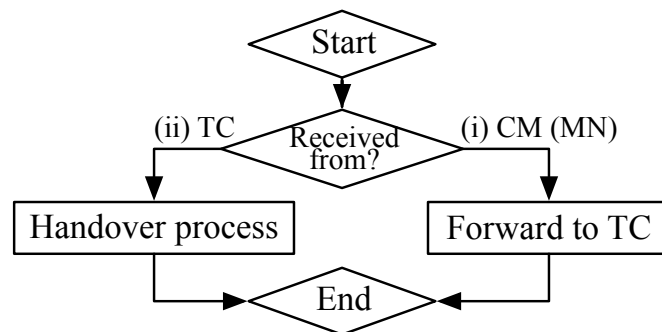 Start
(ii) TC
(i) CM (MN)
Received
from?
Handover process
Forward to TC
End